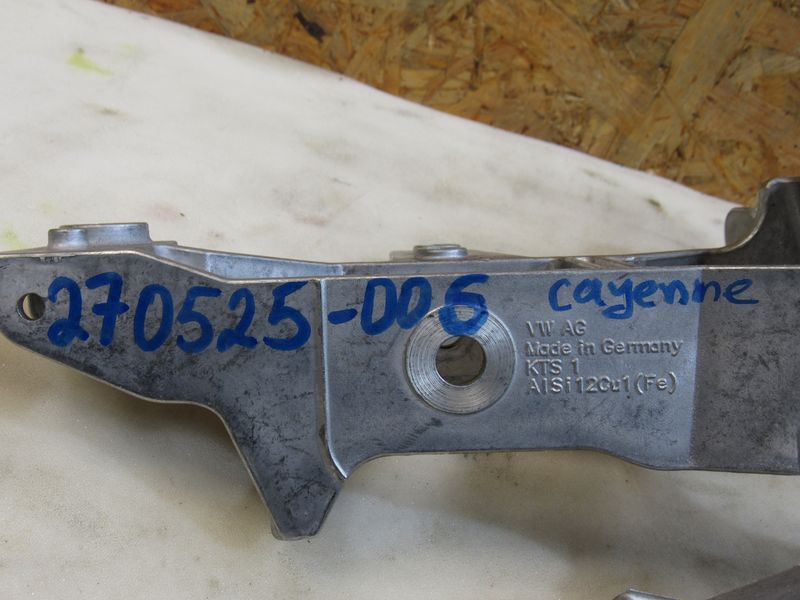 270525-006 cayenne
VW AG
Made in Germany
KTS 1
AlSi12Cu1(Fe)